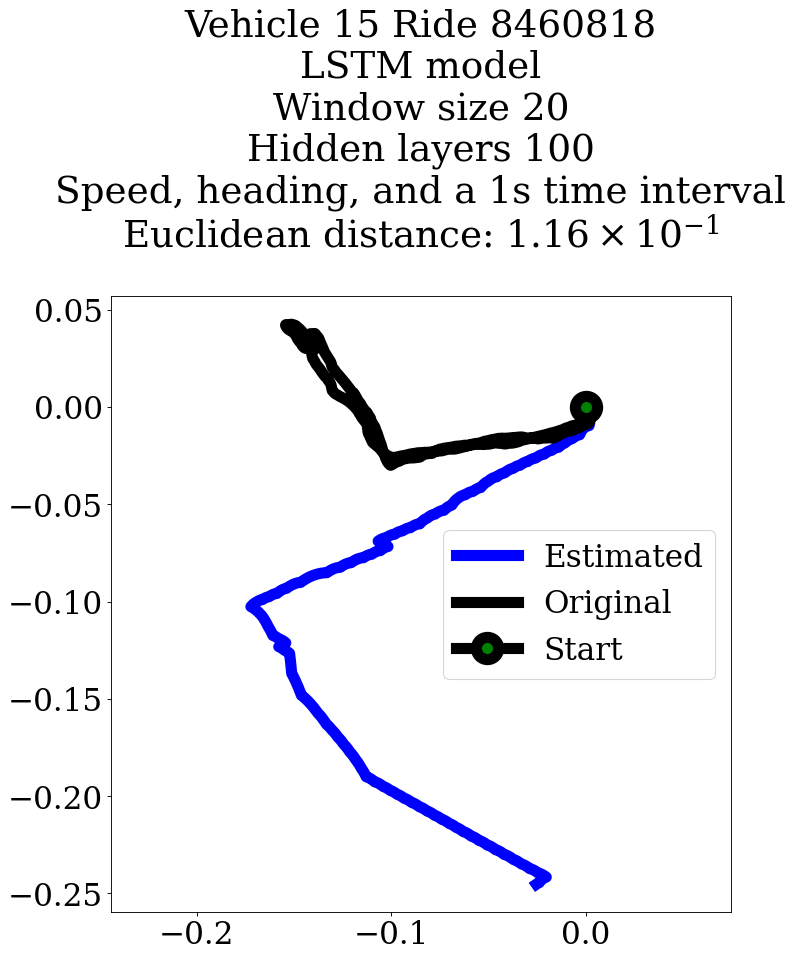 Vehicle 15 Ride 8460818
LSTM model
Window size 20
Hidden layers 100
Speed, heading, and a 1s time interval
Euclidean distance: 1.16 × 10⁻¹
0.05
0.00
−0.05
−0.10
−0.15
−0.20
−0.25
Estimated
Original
Start
−0.2
−0.1
0.0